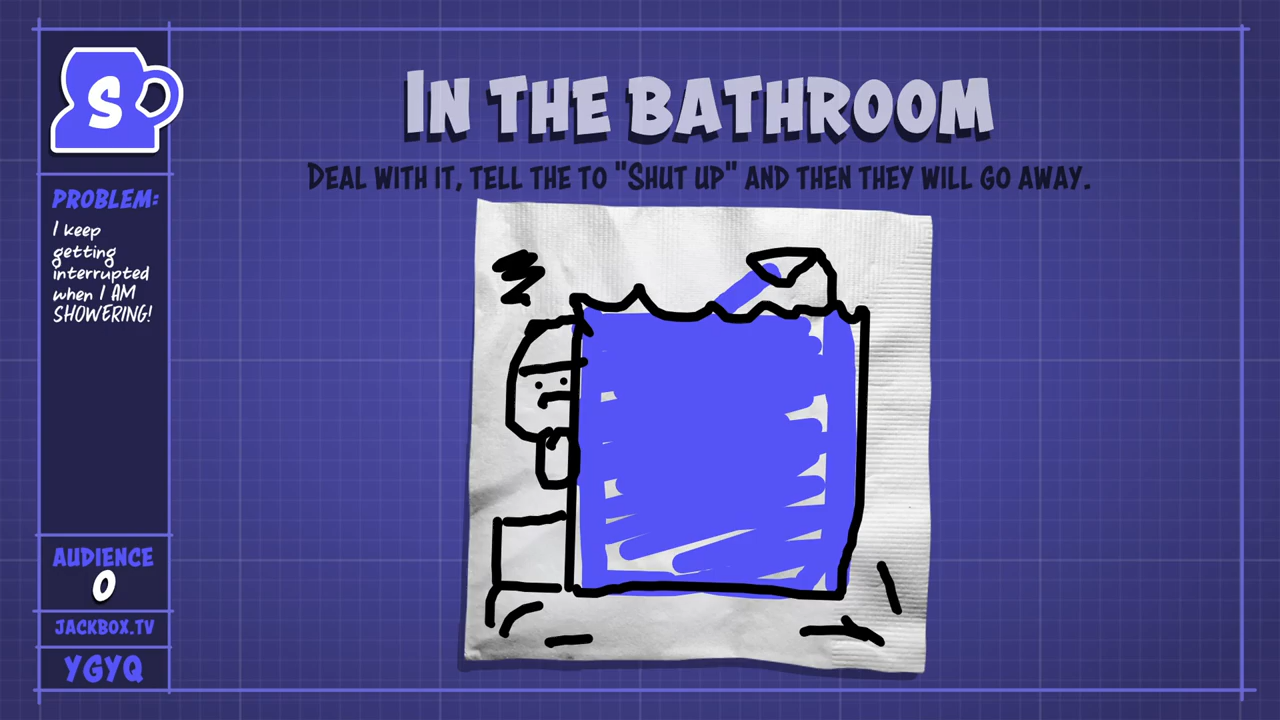 S
IN THE BATHROOM
DEAL WITH IT, TELL THE TO "SHUT UP" AND THEN THEY WILL GO AWAY.
PROBLEM:
I keep
getting
interrupted
when I AM
SHOWERING!
AUDIENCE
0
JACKBOX.TV
YGYQ